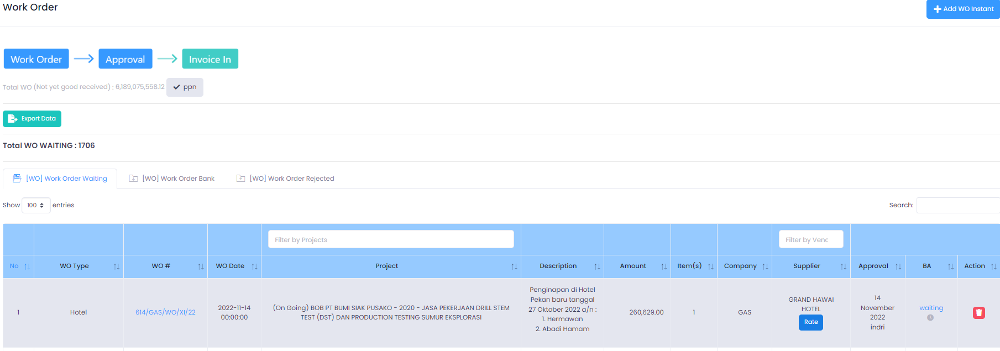 Work Order
Add WO Instant
Work Order
Approval
Invoice In
Total WO (Not yet good received) : 6,189,075,558.12
ppn
Export Data
Total WO WAITING : 1706
[WO] Work Order Waiting
[WO] Work Order Bank
[WO] Work Order Rejected
Show 100 entries
Search:
Filter by Projects
Filter by Venc
No
WO Type
WO #
WO Date
Project
Description
Amount
Item(s)
Company
Supplier
Approval
BA
Action
1
Hotel
614/GAS/WO/XI/22
2022-11-14
00:00:00
(On Going) BOB PT BUMI SIAK PUSAKO - 2020 - JASA PEKERJAAN DRILL STEM
TEST (DST) DAN PRODUCTION TESTING SUMUR EKSPLORASI
Penginapan di Hotel
Pekan baru tanggal
27 Oktober 2022 a/n :
1. Hermawan
2. Abadi Hamam
260,629.00
1
GAS
GRAND HAWAI
HOTEL
Rate
14
November
2022
indri
waiting